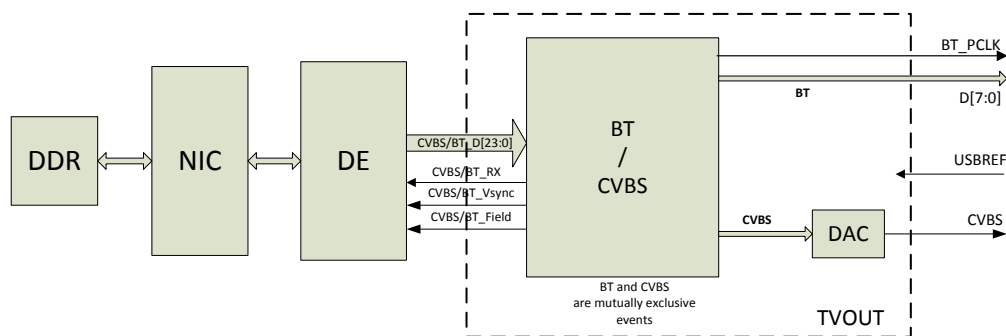 DDR
NIC
DE
CVBS/BT_D[23:0]
CVBS/BT_RX
CVBS/BT_Vsync
CVBS/BT_Field
BT
/
CVBS
BT and CVBS
are mutually exclusive
events
BT_PCLK
BT
D[7:0]
USBREF
CVBS
DAC
CVBS
TVOUT